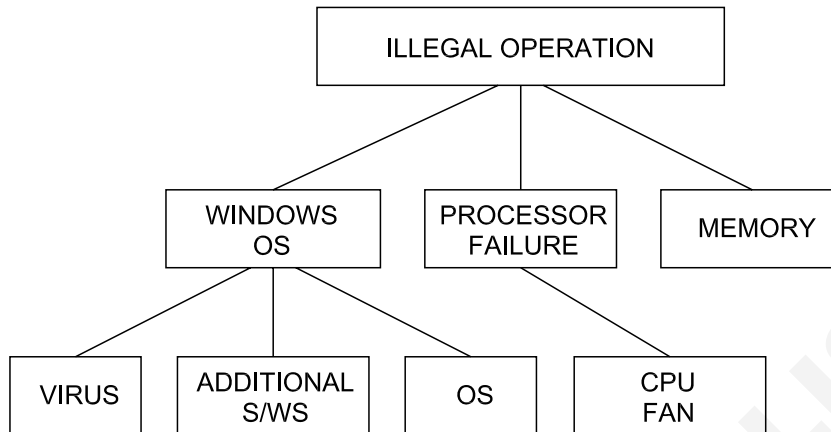 ILLEGAL OPERATION
WINDOWS
OS
PROCESSOR
FAILURE
MEMORY
VIRUS
ADDITIONAL
S/WS
OS
CPU
FAN